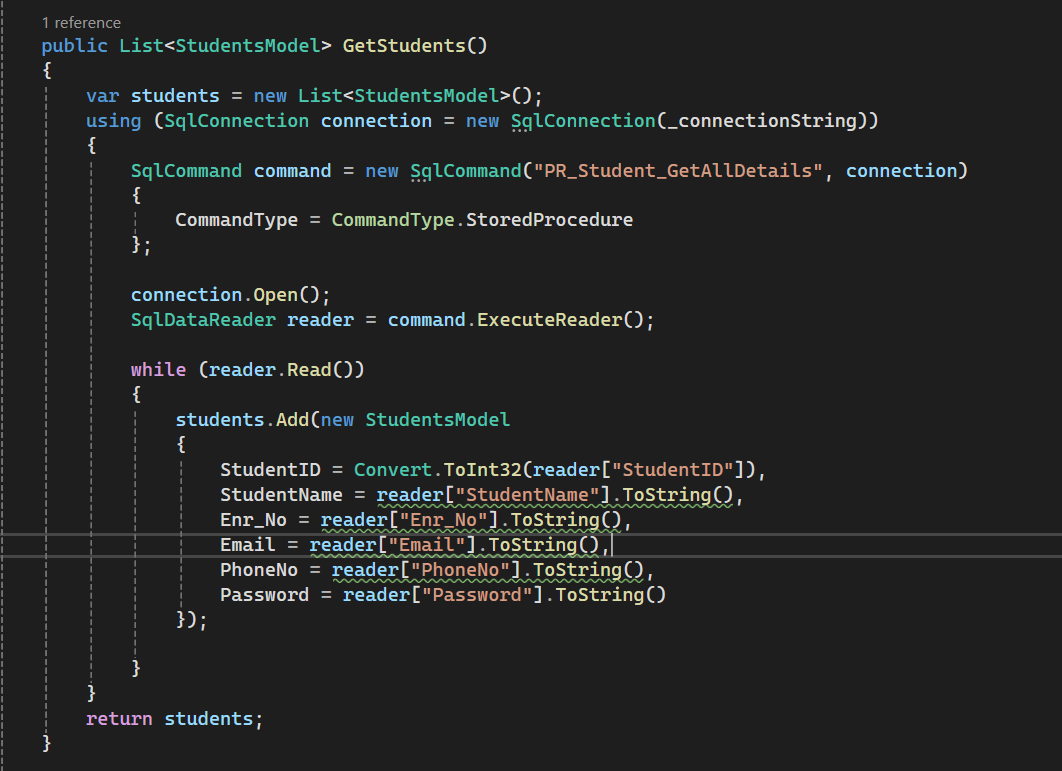 1 reference
public List<StudentsModel> GetStudents()
{
var students = new List<StudentsModel>();
using (SqlConnection connection = new SqlConnection(_connectionString))
{
SqlCommand command = new SqlCommand("PR_Student_GetAllDetails", connection)
{
CommandType = CommandType.StoredProcedure
};
connection.Open();
SqlDataReader reader = command.ExecuteReader();
while (reader.Read())
{
students.Add(new StudentsModel
{
StudentID = Convert.ToInt32(reader["StudentID"]),
StudentName = reader["StudentName"].ToString(),
Enr_No = reader["Enr_No"].ToString(),
Email = reader["Email"].ToString(),
PhoneNo = reader["PhoneNo"].ToString(),
Password = reader["Password"].ToString()
});
}
}
return students;
}